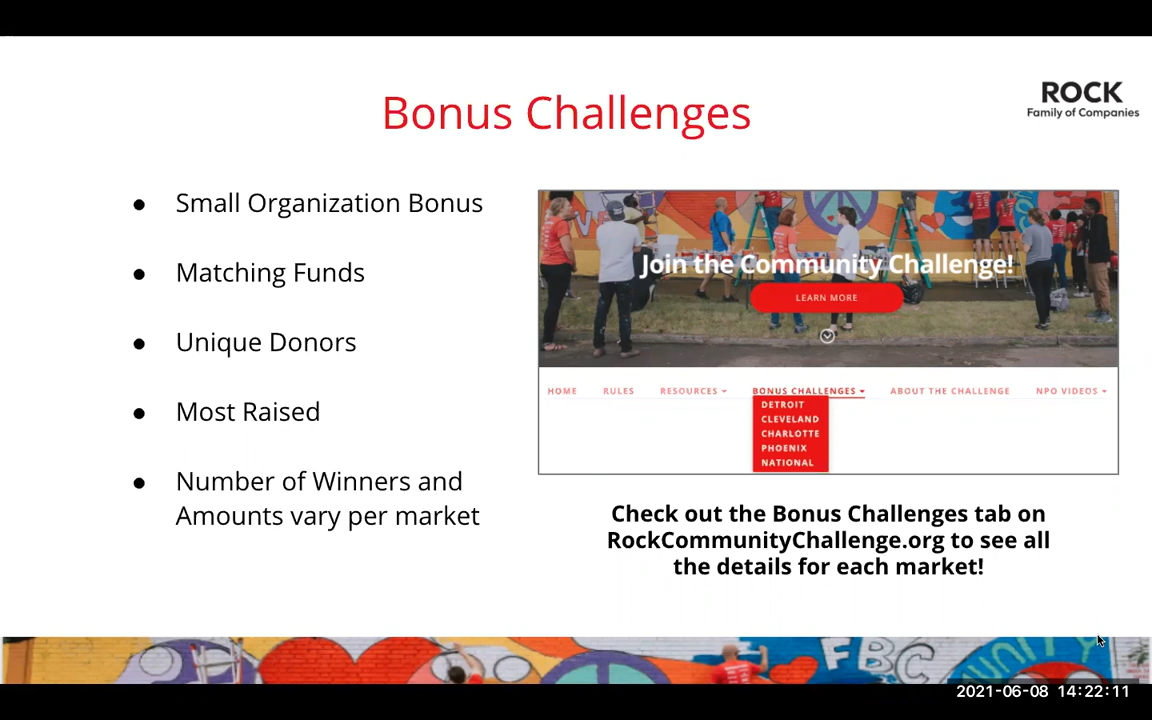 Bonus Challenges
ROCK
Family of Companies
● Small Organization Bonus
● Matching Funds
● Unique Donors
● Most Raised
● Number of Winners and
Amounts vary per market
Join the Community Challenge!
LEARN MORE
HOME RULES RESOURCES BONUS CHALLENGES ABOUT THE CHALLENGE NPO VIDEOS
DETROIT
CLEVELAND
CHARLOTTE
PHOENIX
NATIONAL
Check out the Bonus Challenges tab on
RockCommunityChallenge.org to see all
the details for each market!
FBC
UNITY
2021-06-08 14:22:11